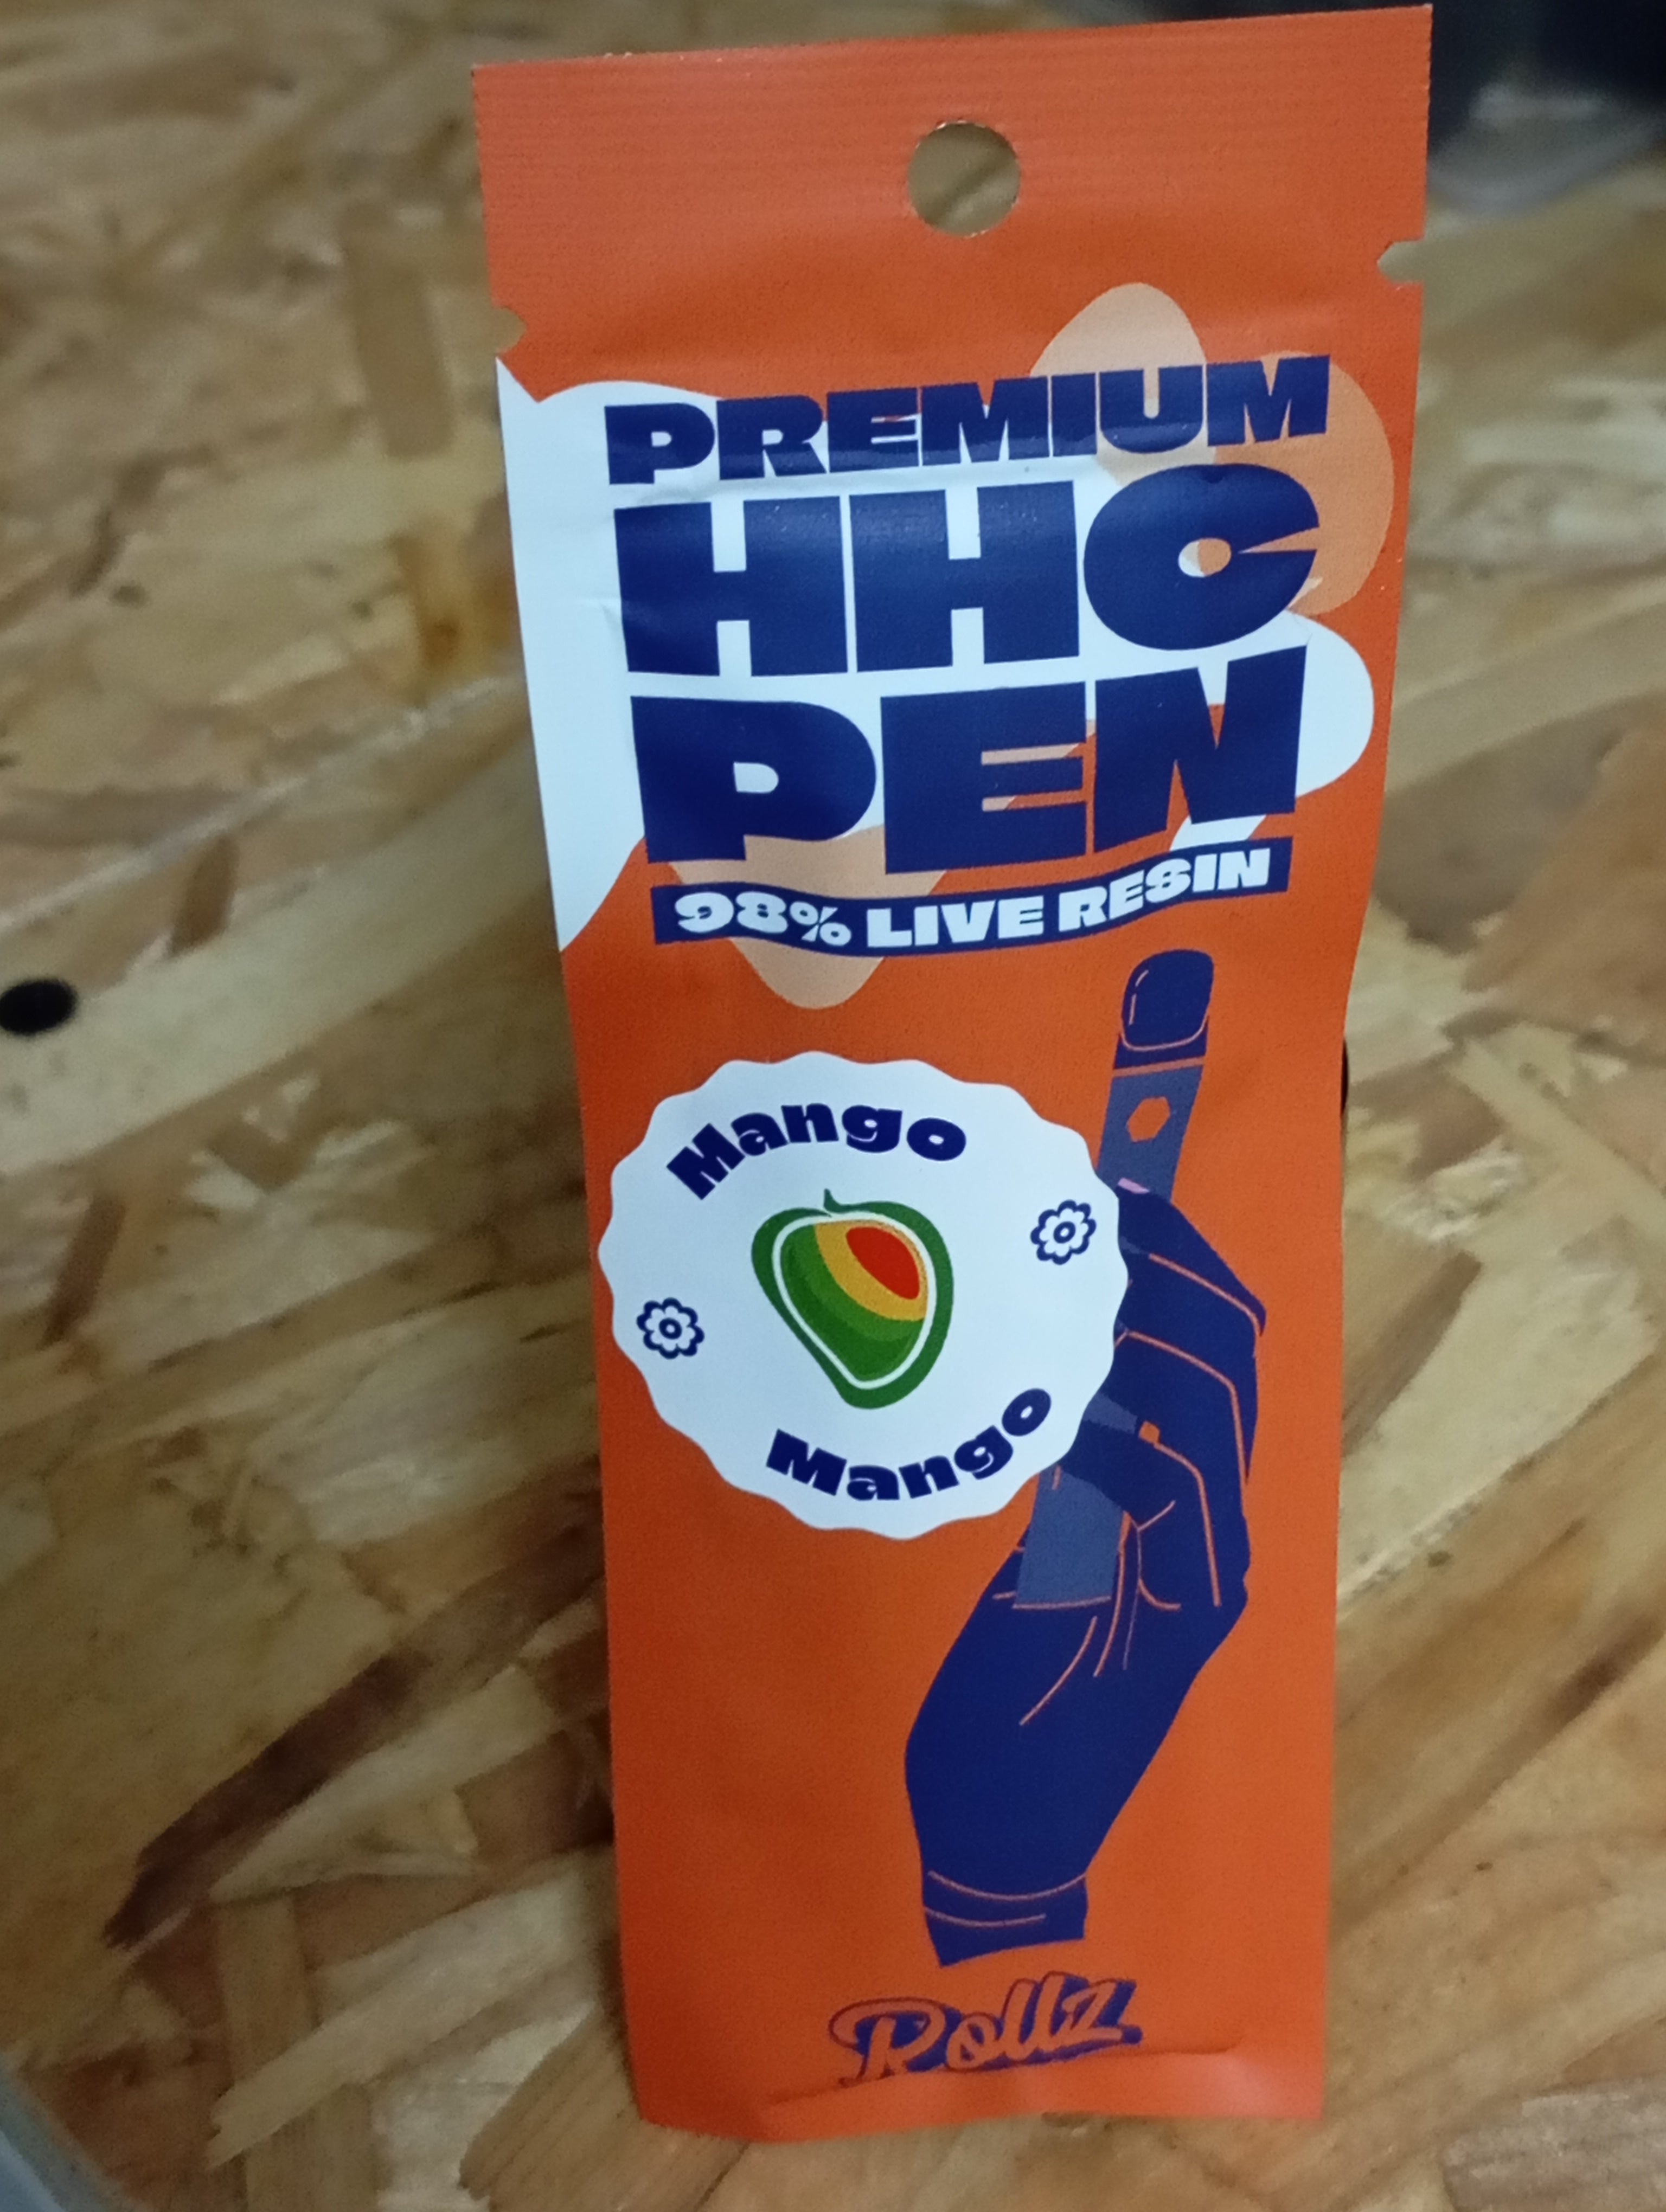 PREMIUM
HHC
PEN
98% LIVE RESIN
Mango
Mango
Rollz